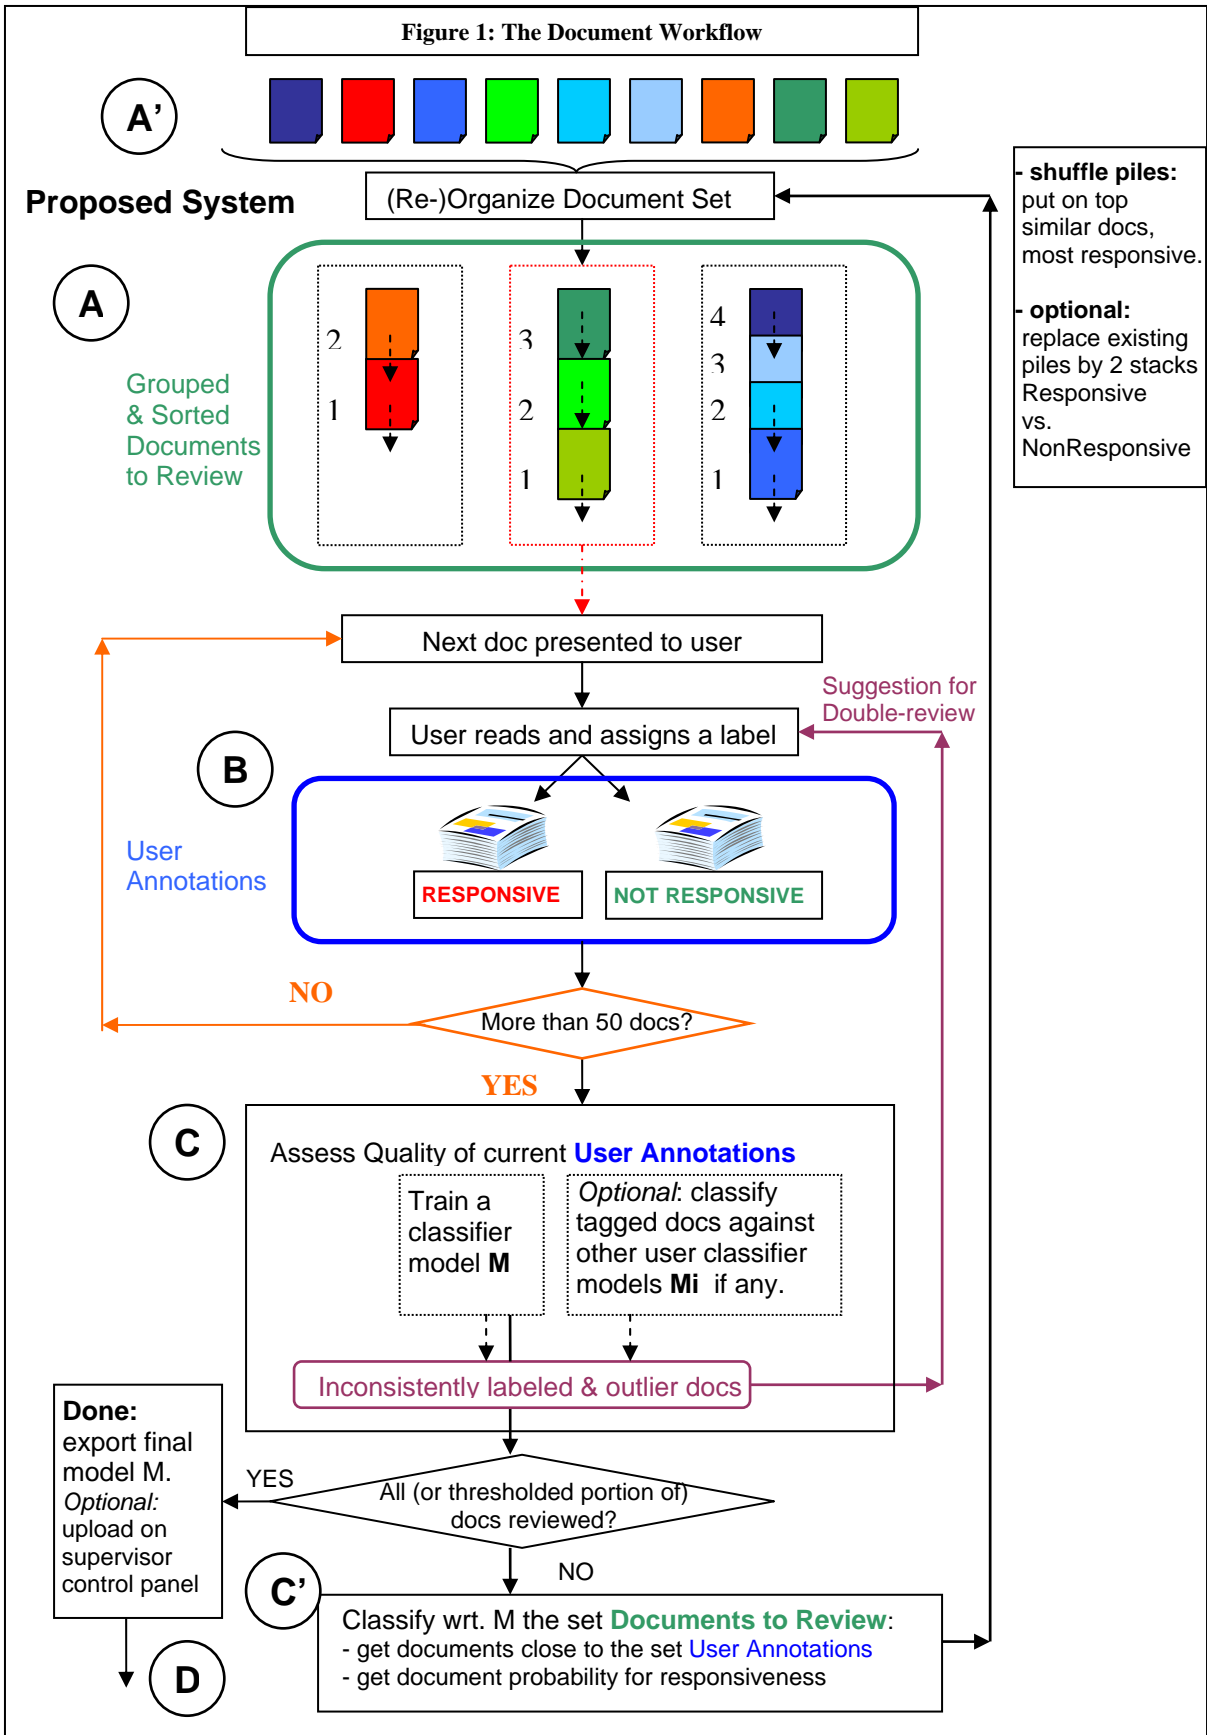 Figure 1: The Document Workflow
A’
Proposed System
(Re-)Organize Document Set
- shuffle piles:
put on top
similar docs,
most responsive.
- optional:
replace existing
piles by 2 stacks
Responsive
vs.
NonResponsive
A
Grouped
& Sorted
Documents
to Review
2
1
3
2
1
4
3
2
1
Next doc presented to user
Suggestion for
Double-review
User reads and assigns a label
B
User
Annotations
RESPONSIVE
NOT RESPONSIVE
NO
More than 50 docs?
YES
C
Assess Quality of current User Annotations
Train a
classifier
model M
Optional: classify
tagged docs against
other user classifier
models Mi if any.
Inconsistently labeled & outlier docs
Done:
export final
model M.
Optional:
upload on
supervisor
control panel
YES
All (or thresholded portion of)
docs reviewed?
NO
C’
Classify wrt. M the set Documents to Review:
- get documents close to the set User Annotations
- get document probability for responsiveness
D